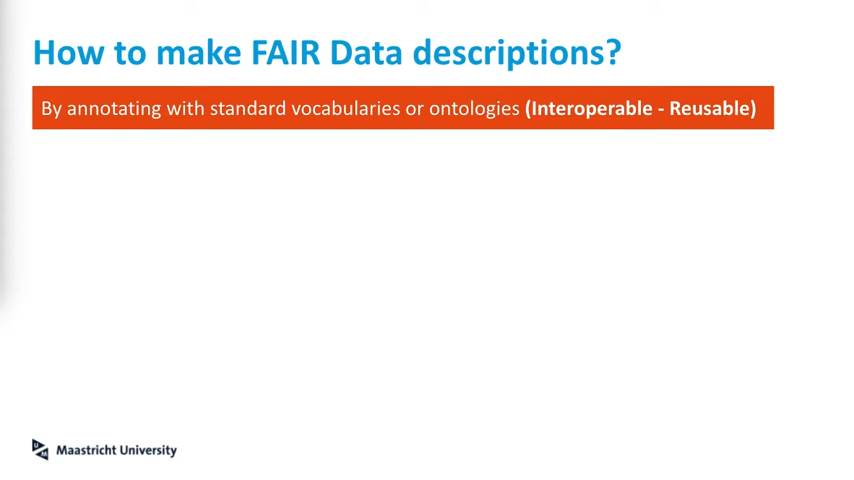 How to make FAIR Data descriptions?
By annotating with standard vocabularies or ontologies (Interoperable - Reusable)
Maastricht University